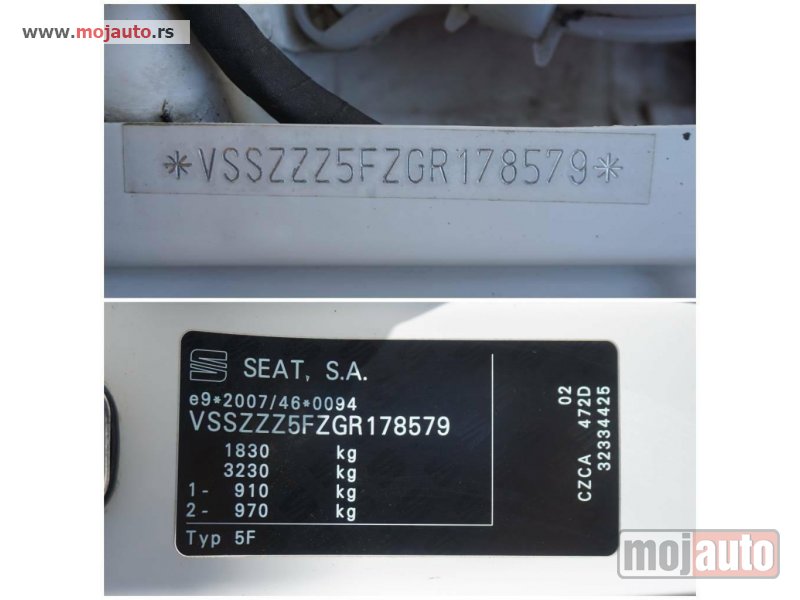 www.mojauto.rs
*VSSZZZ5FZGR178579*
SEAT, S.A.
e9*2007/46*0094
VSSZZZ5FZGR178579
1830 kg
3230 kg
1- 910 kg
2- 970 kg
Typ 5F
02
CZCA 472D
32334425
mojauto